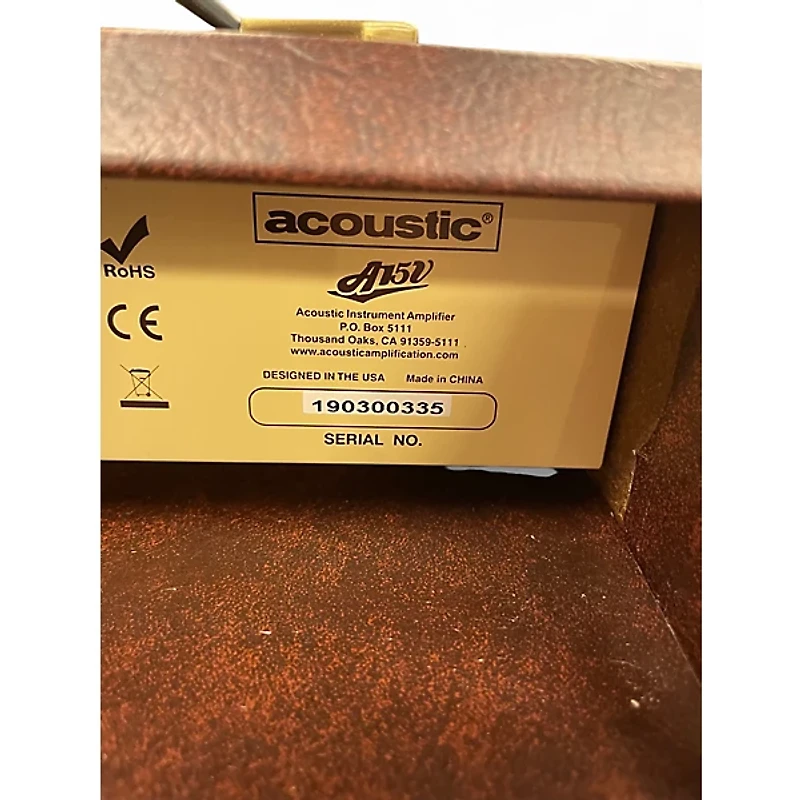 acoustic®
A15V
RoHS
Acoustic Instrument Amplifier
P.O. Box 5111
Thousand Oaks, CA 91359-5111
www.acousticamplification.com
CE
DESIGNED IN THE USA Made in CHINA
190300335
SERIAL NO.